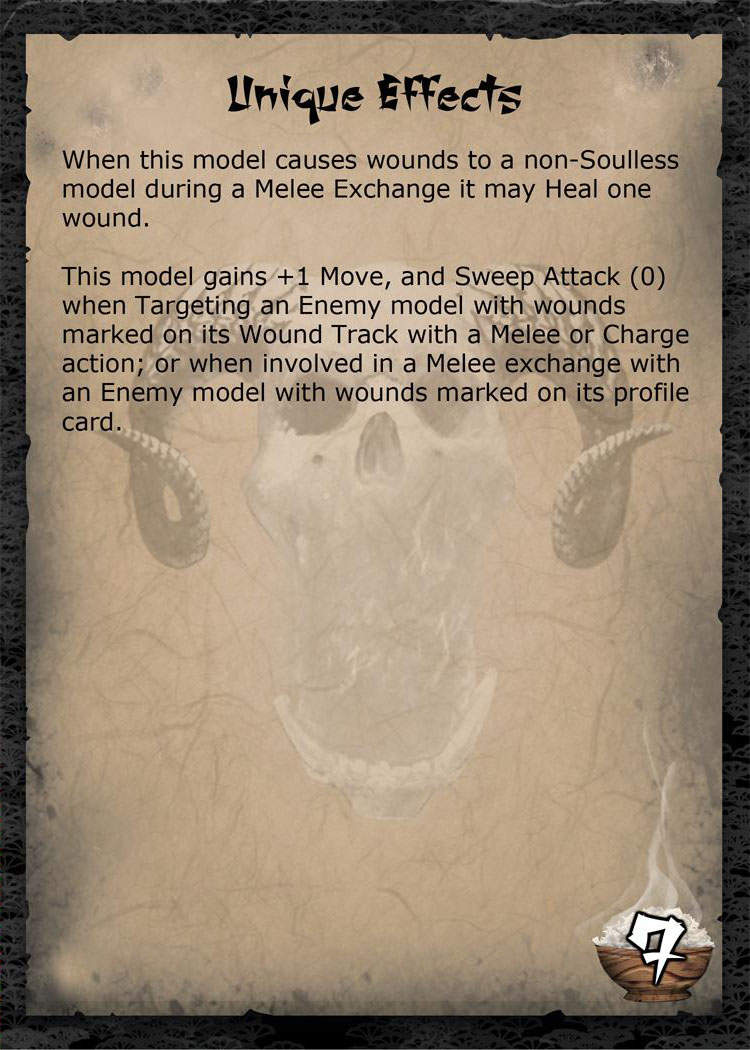 Unique Effects
When this model causes wounds to a non-Soulless
model during a Melee Exchange it may Heal one
wound.
This model gains +1 Move, and Sweep Attack (0)
when Targeting an Enemy model with wounds
marked on its Wound Track with a Melee or Charge
action; or when involved in a Melee exchange with
an Enemy model with wounds marked on its profile
card.
7